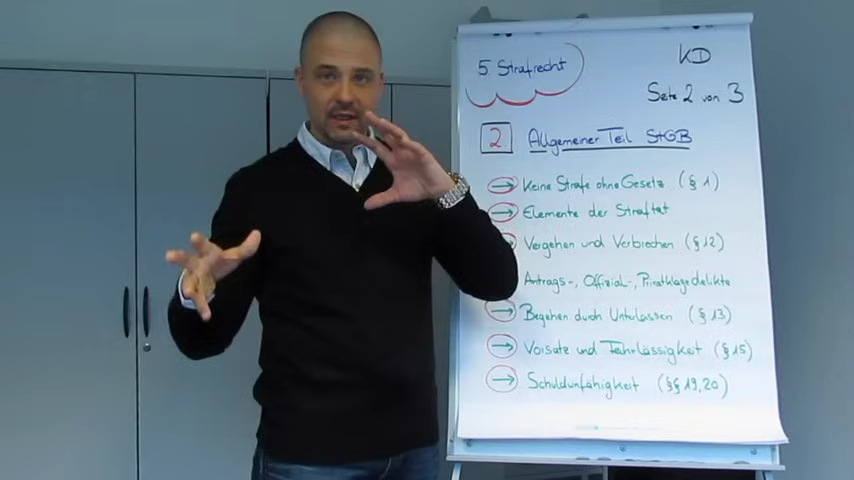 5 Strafrecht
KD
Seite 2 von 3
2 Allgemeiner Teil StGB
→ Keine Strafe ohne Gesetz (§ 1)
→ Elemente der Straftat
→ Vergehen und Verbrechen (§ 12)
Antrags-, Offizial-, Privatklagedelikte
→ Begehen durch Unterlassen (§ 13)
→ Vorsatz und Fahrlässigkeit (§ 15)
→ Schuldunfähigkeit (§§ 19, 20)